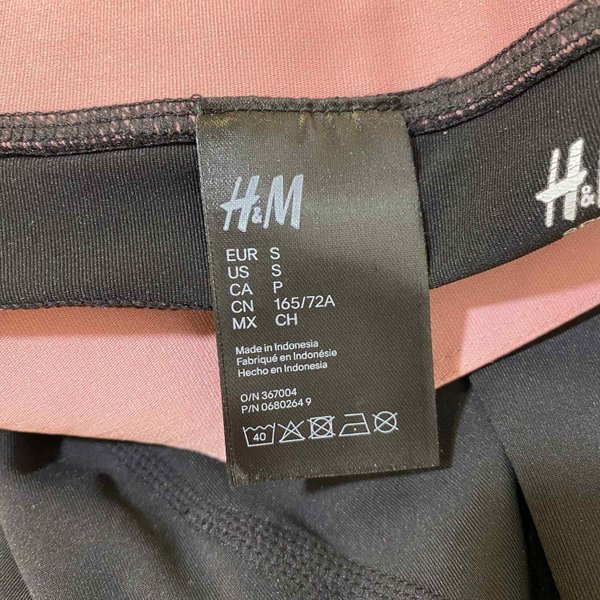 H&M
H&M
EUR S
US S
CA P
CN 165/72A
MX CH
Made in Indonesia
Fabriqué en Indonésie
Hecho en Indonesia
O/N 367004
P/N 0680264 9
40